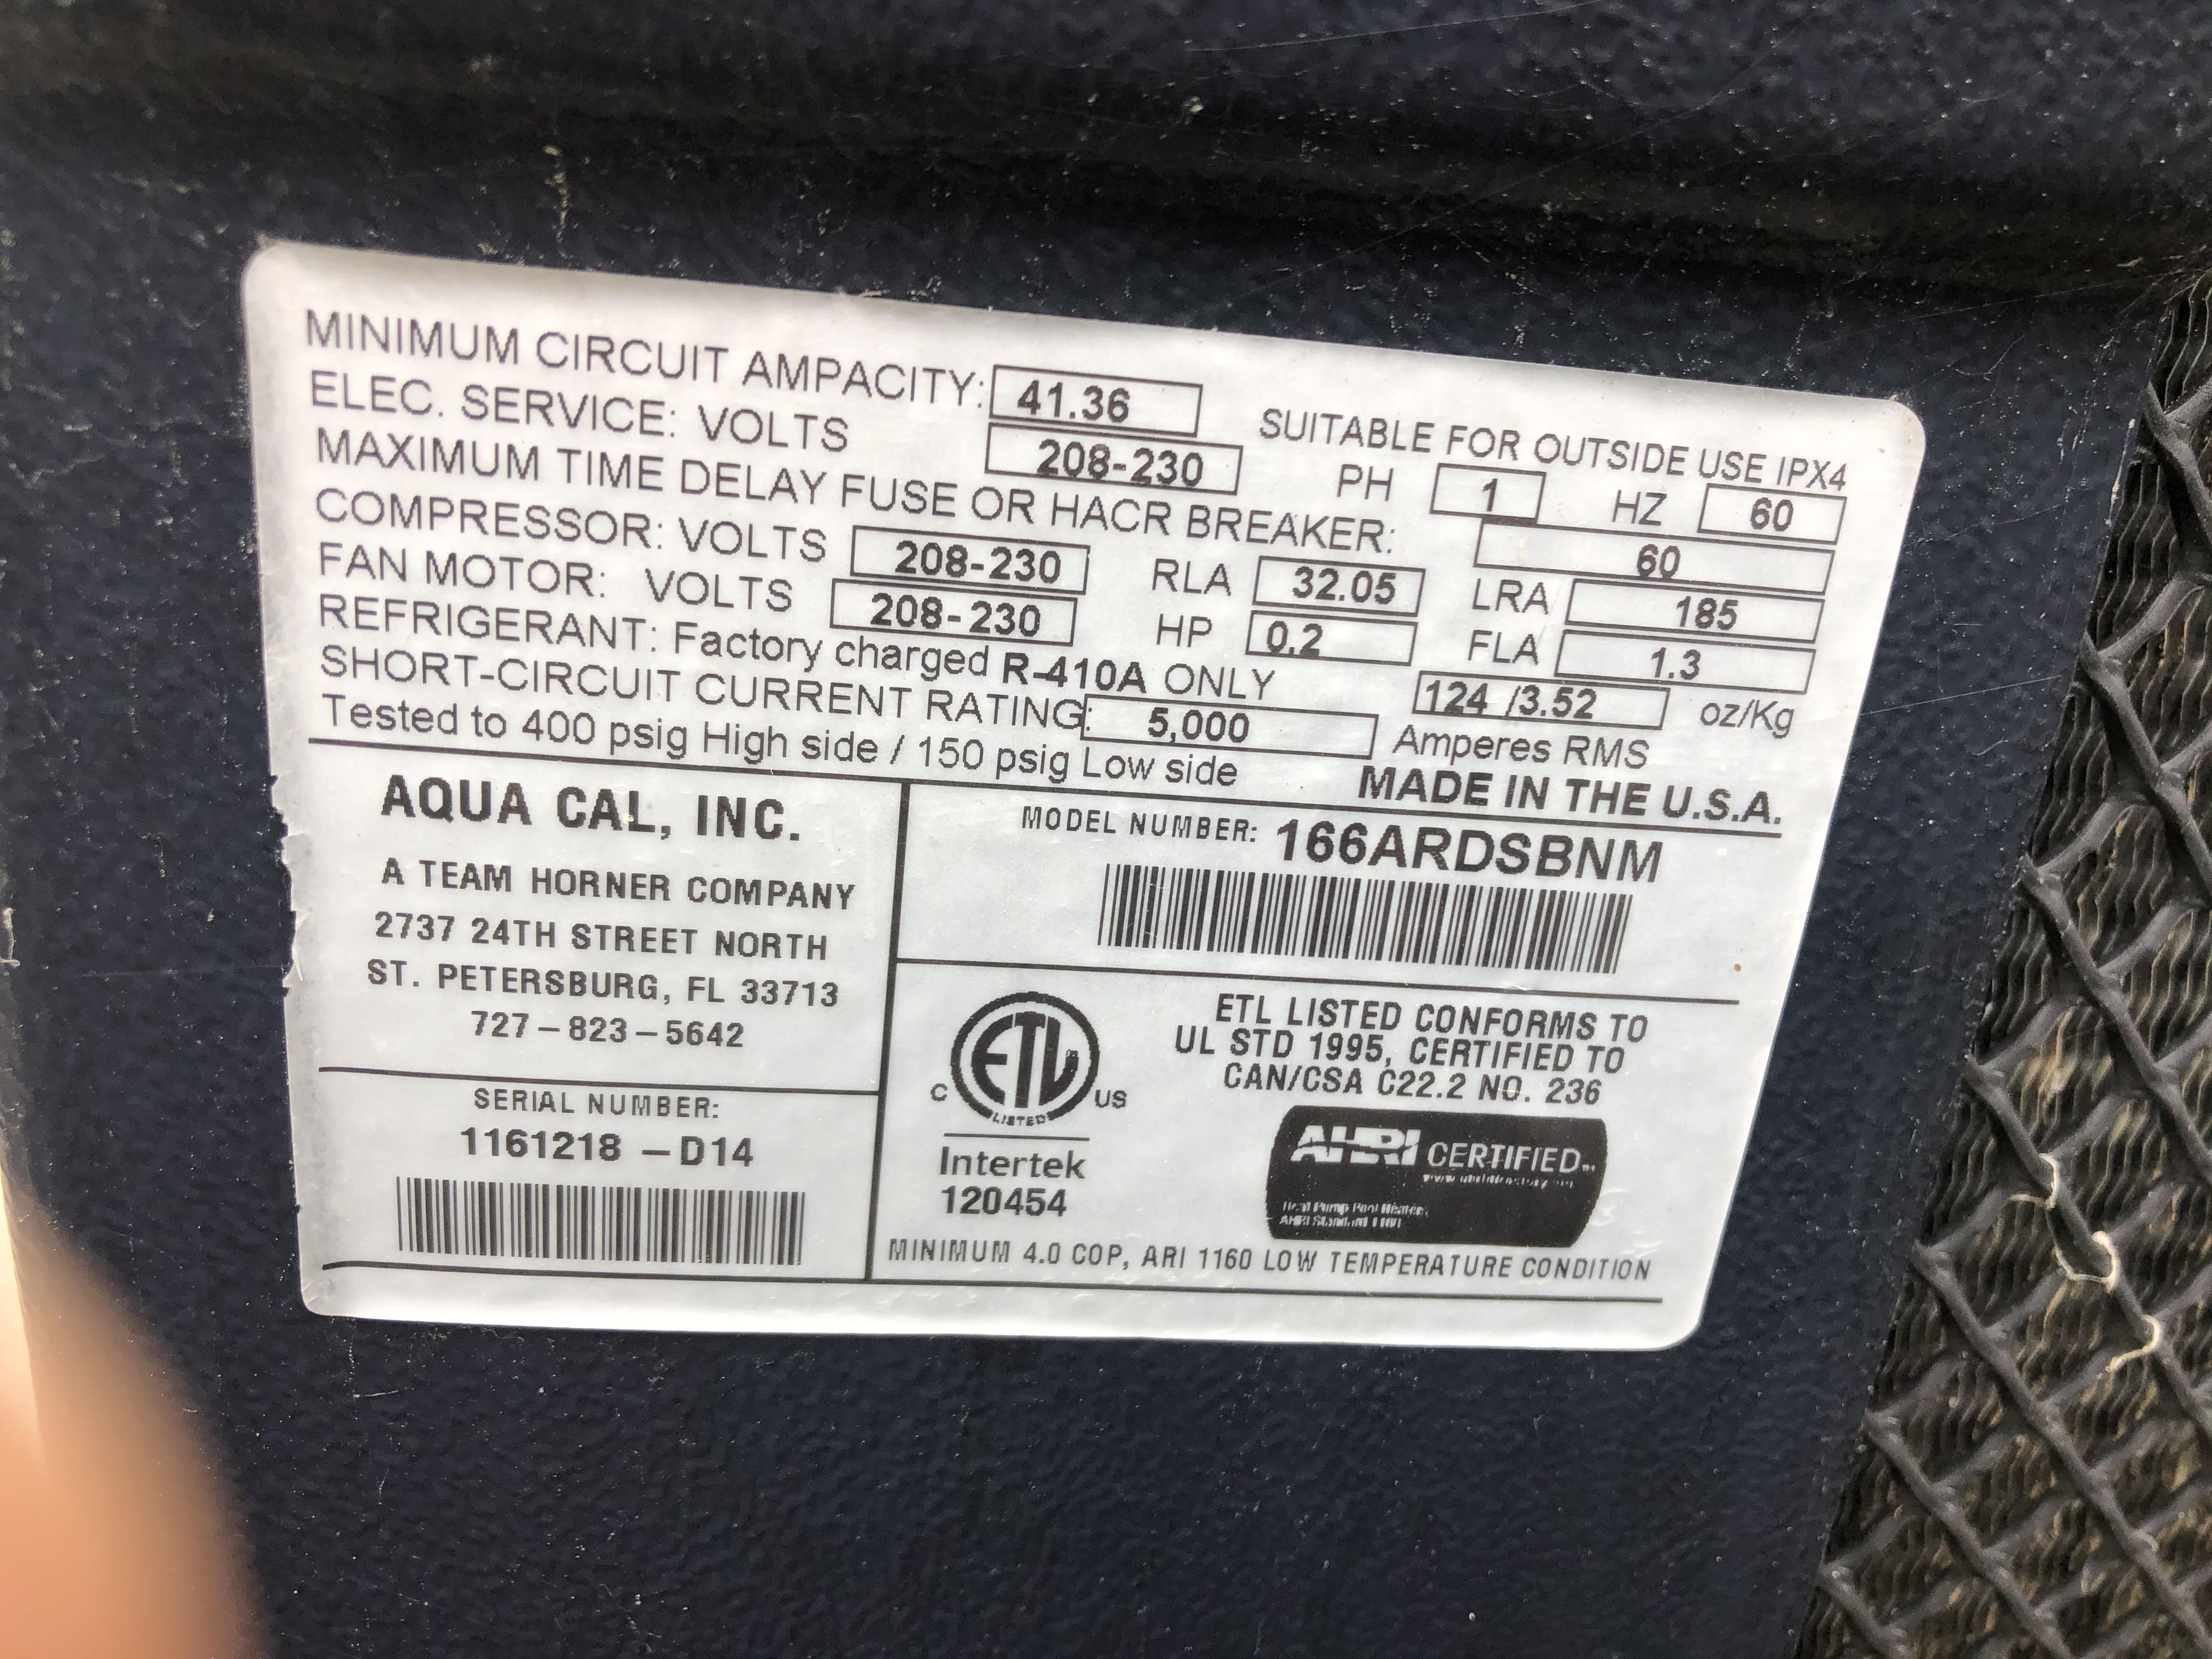 MINIMUM CIRCUIT AMPACITY: 41.36 SUITABLE FOR OUTSIDE USE IPX4
ELEC. SERVICE: VOLTS 208-230 PH 1 HZ 60
MAXIMUM TIME DELAY FUSE OR HACR BREAKER: 60
COMPRESSOR: VOLTS 208-230 RLA 32.05 LRA 185
FAN MOTOR: VOLTS 208-230 HP 0.2 FLA 1.3
REFRIGERANT: Factory charged R-410A ONLY 124 /3.52 oz/Kg
SHORT-CIRCUIT CURRENT RATING: 5,000 Amperes RMS
Tested to 400 psig High side / 150 psig Low side
MADE IN THE U.S.A.
AQUA CAL, INC.
A TEAM HORNER COMPANY
2737 24TH STREET NORTH
ST. PETERSBURG, FL 33713
727-823-5642
SERIAL NUMBER:
1161218 -D14
MODEL NUMBER: 166ARDSBNM
ETL
LISTED
C US
Intertek
120454
ETL LISTED CONFORMS TO
UL STD 1995, CERTIFIED TO
CAN/CSA C22.2 NO. 236
AHRI CERTIFIED
Heat Pump Pool Heaters
AHRI Standard
MINIMUM 4.0 COP, ARI 1160 LOW TEMPERATURE CONDITION